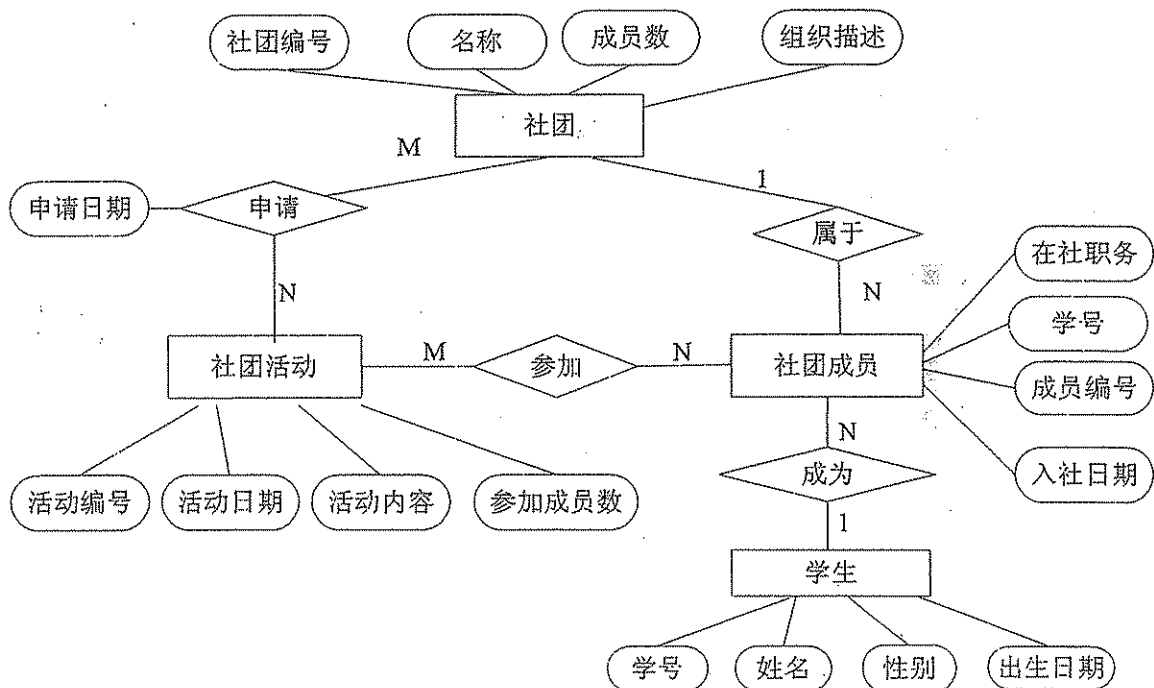 社团编号 名称 成员数 组织描述
社团
M
1
申请日期 申请
属于
在社职务
N
N
学号
社团活动 M 参加 N 社团成员
成员编号
N
入社日期
成为
活动编号 活动日期 活动内容 参加成员数
1
学生
学号 姓名 性别 出生日期